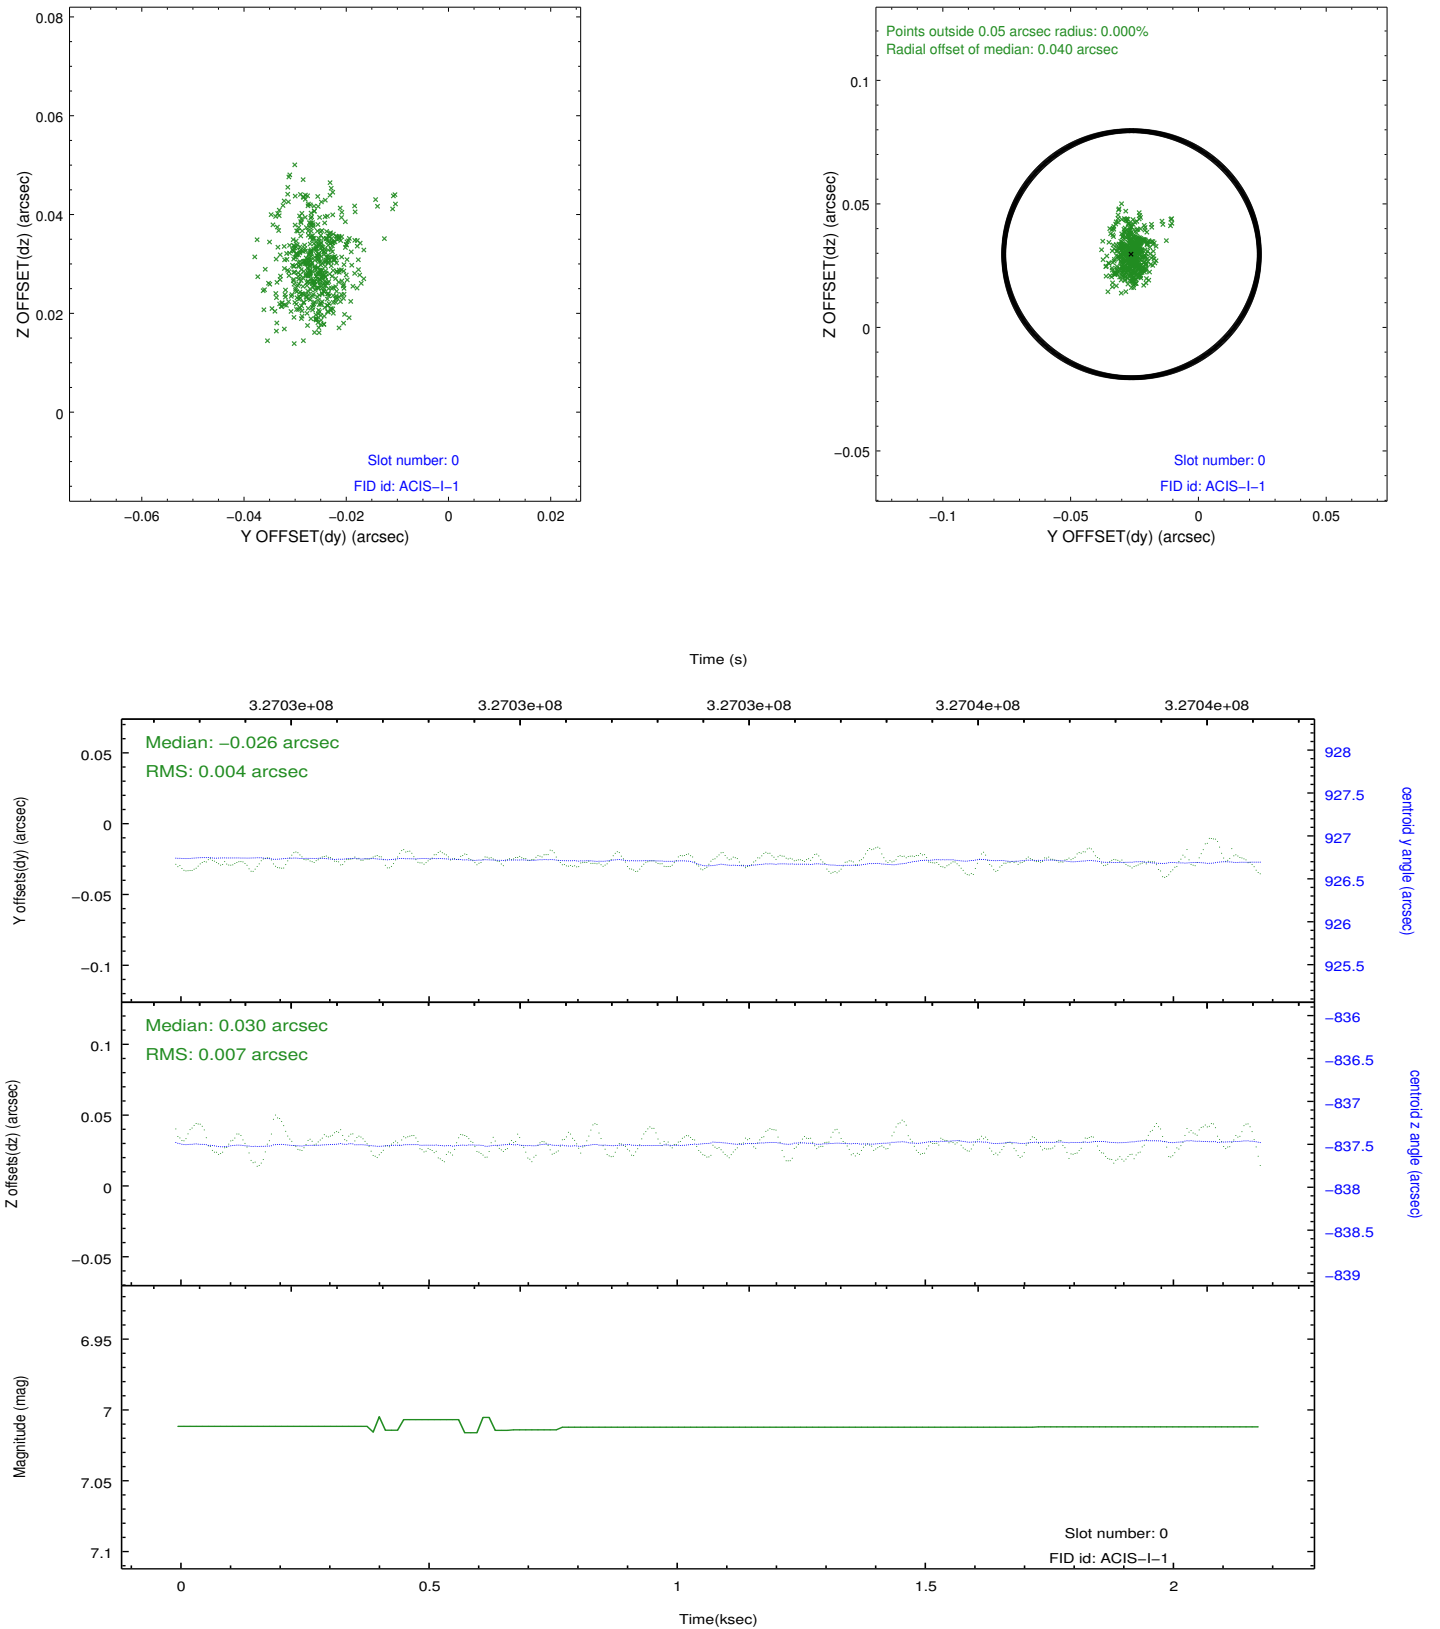 0.08
0.06
0.04
0.02
0
Z OFFSET(dz) (arcsec)
Slot number: 0
FID id: ACIS−I−1
−0.06
−0.04
−0.02
0
0.02
Y OFFSET(dy) (arcsec)
Points outside 0.05 arcsec radius: 0.000%
Radial offset of median: 0.040 arcsec
0.1
0.05
0
−0.05
Z OFFSET(dz) (arcsec)
Slot number: 0
FID id: ACIS−I−1
−0.1
−0.05
0
0.05
Y OFFSET(dy) (arcsec)
Time (s)
3.2703e+08
3.2703e+08
3.2703e+08
3.2704e+08
3.2704e+08
Median: −0.026 arcsec
RMS: 0.004 arcsec
0.05
0
−0.05
−0.1
Y offsets(dy) (arcsec)
928
927.5
927
926.5
926
925.5
centroid y angle (arcsec)
Median: 0.030 arcsec
RMS: 0.007 arcsec
0.1
0.05
0
−0.05
Z offsets(dz) (arcsec)
−836
−836.5
−837
−837.5
−838
−838.5
−839
centroid z angle (arcsec)
6.95
7
7.05
7.1
Magnitude (mag)
Slot number: 0
FID id: ACIS−I−1
0
0.5
1
1.5
2
Time(ksec)